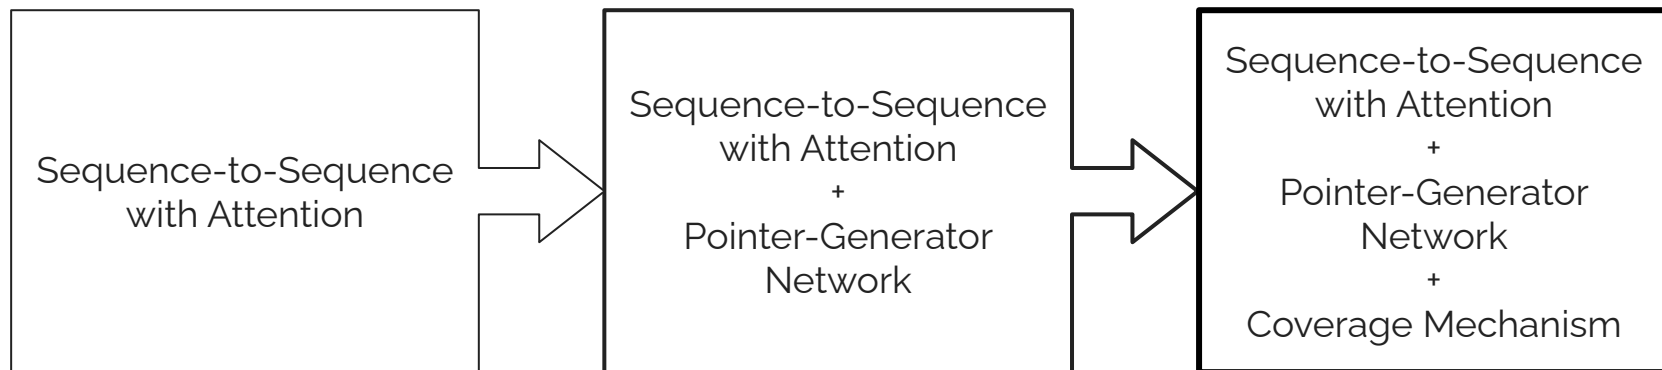 Sequence-to-Sequence
with Attention
Sequence-to-Sequence
with Attention
+
Pointer-Generator
Network
Sequence-to-Sequence
with Attention
+
Pointer-Generator
Network
+
Coverage Mechanism